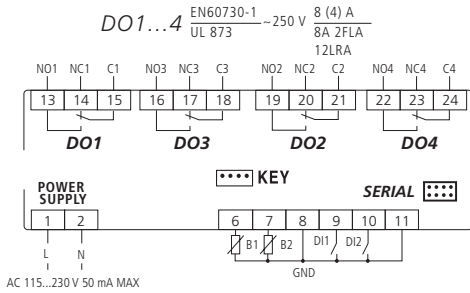 DO1...4 EN60730-1 ~250 V 8 (4) A
UL 873 8A 2FLA
12LRA
NO1 NC1 C1 NO3 NC3 C3 NO2 NC2 C2 NO4 NC4 C4
13 14 15 16 17 18 19 20 21 22 23 24
DO1 DO3 DO2 DO4
KEY
POWER
SUPPLY
SERIAL
1 2 6 7 8 9 10 11
L N B1 B2 DI1 DI2
GND
AC 115...230 V 50 mA MAX